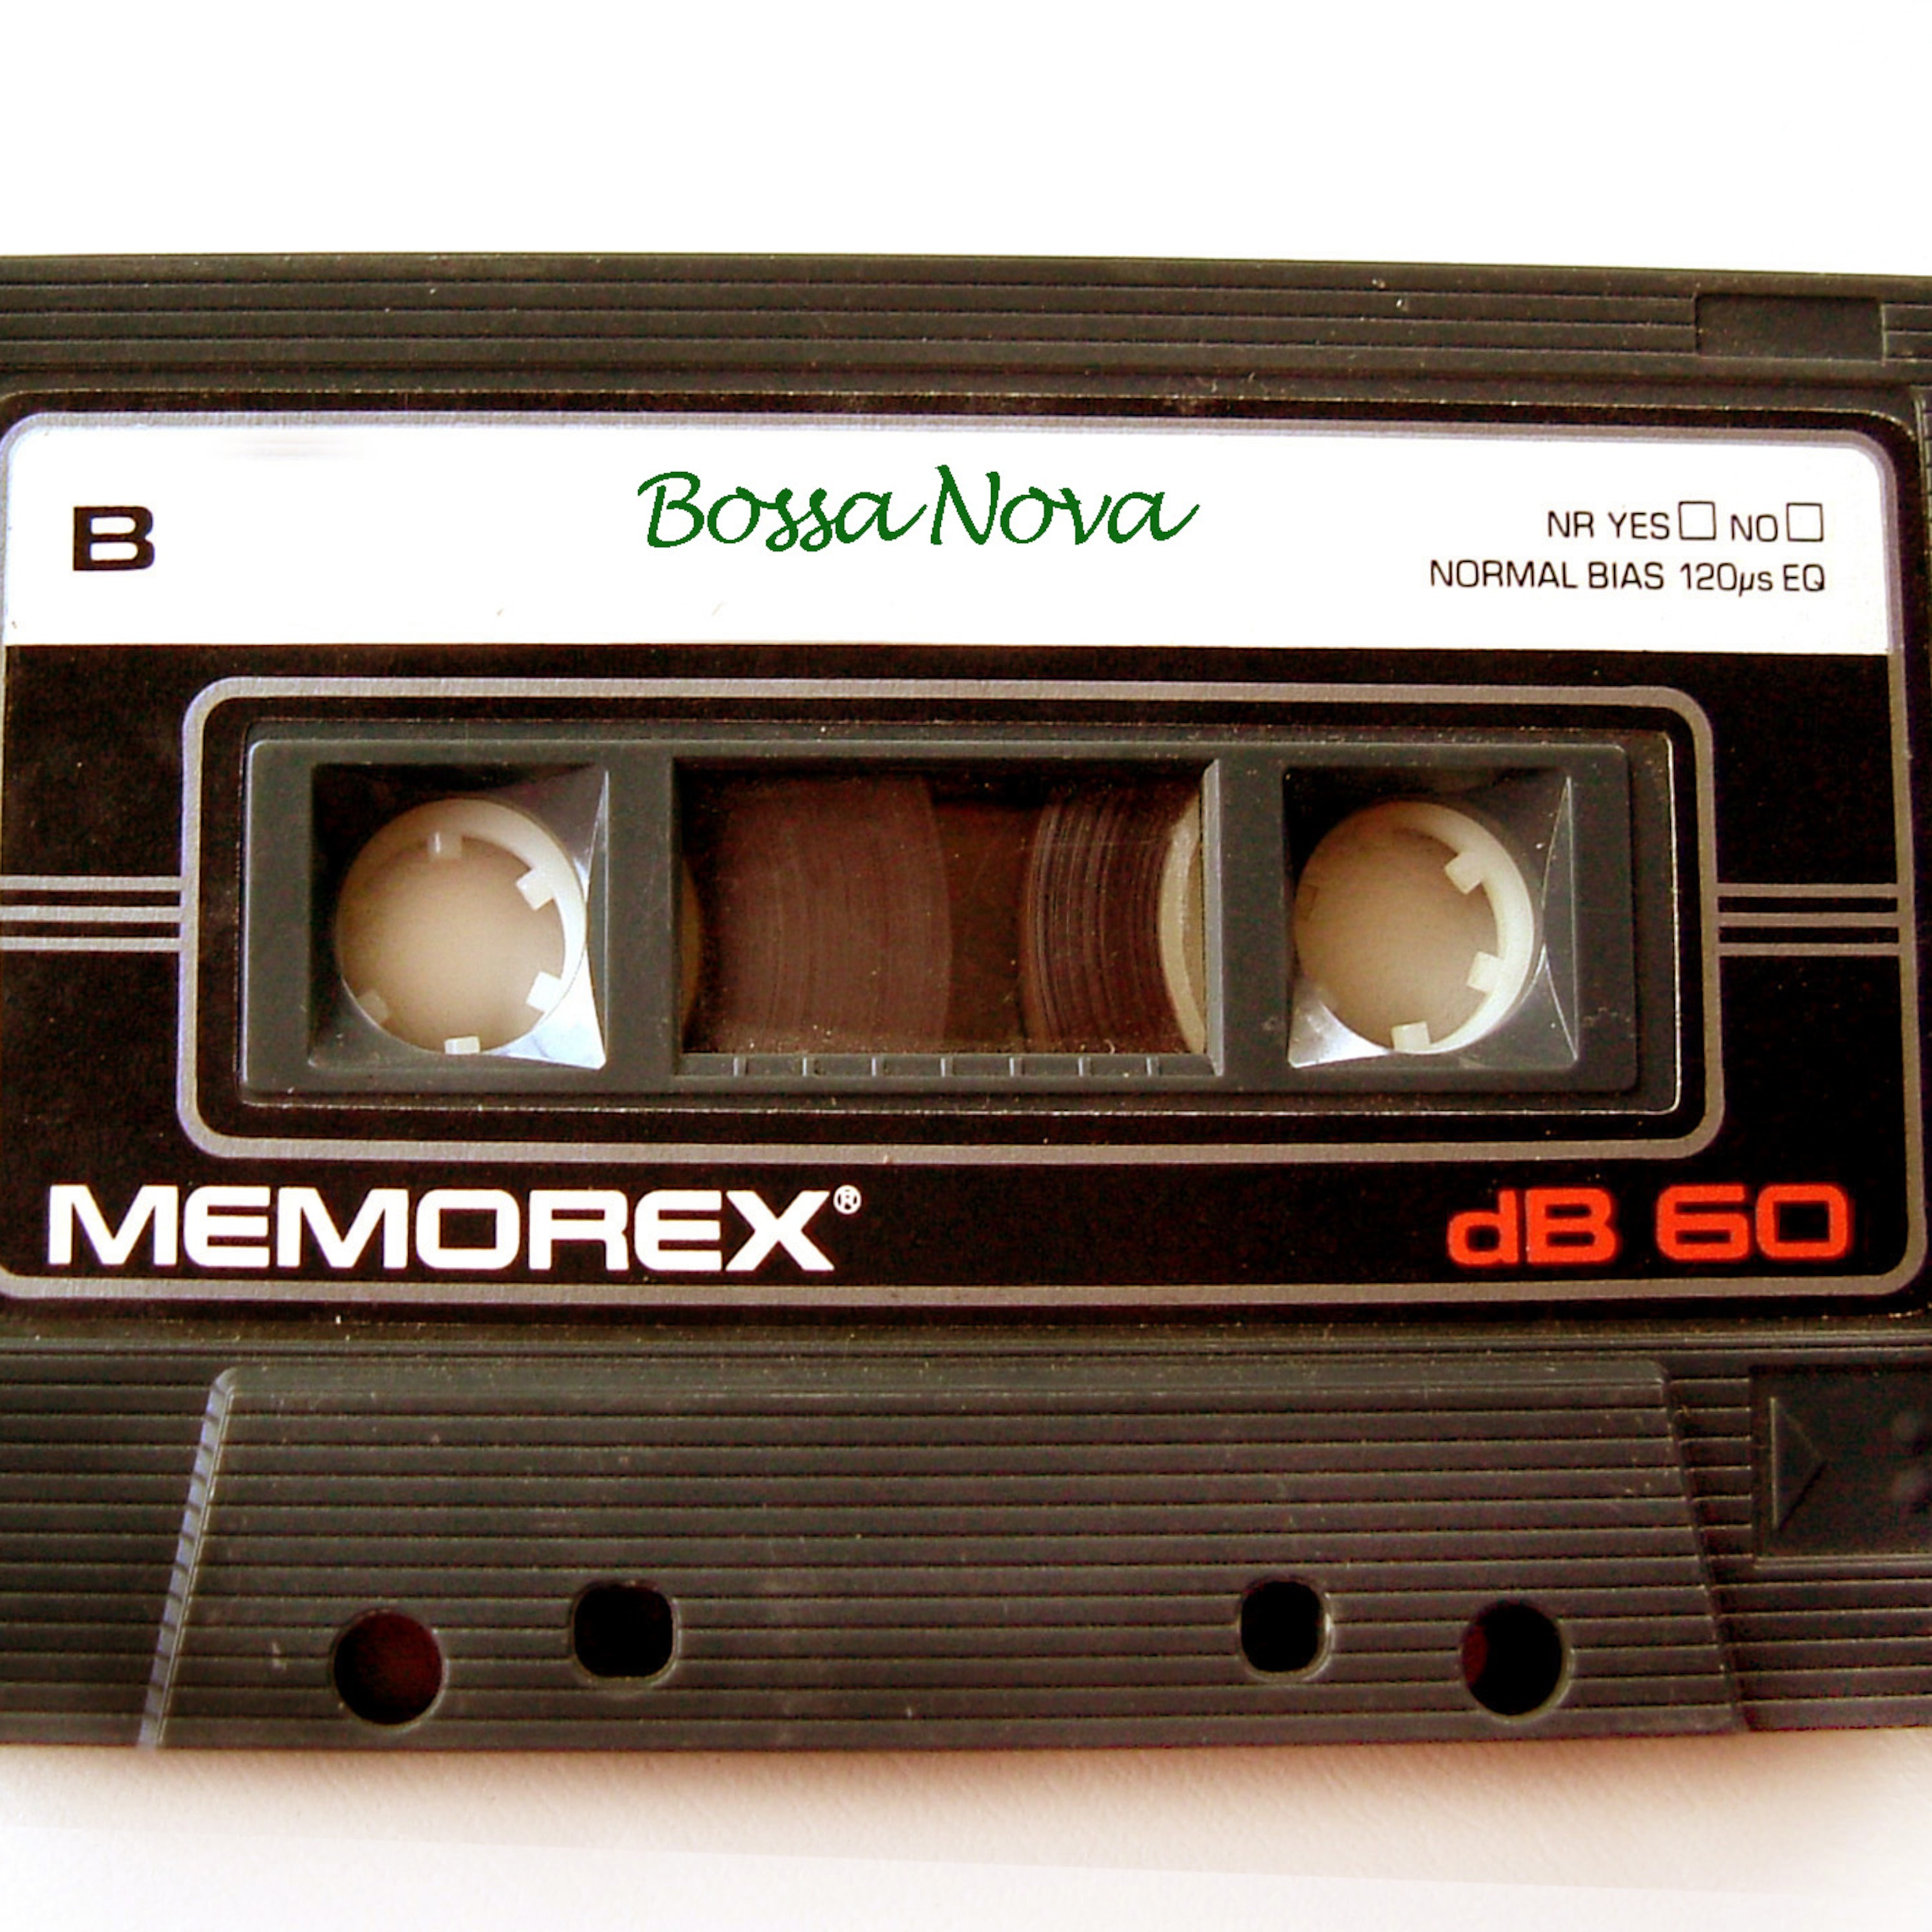 B
Bossa Nova
NR YES NO
NORMAL BIAS 120µs EQ
MEMOREX®
dB 60